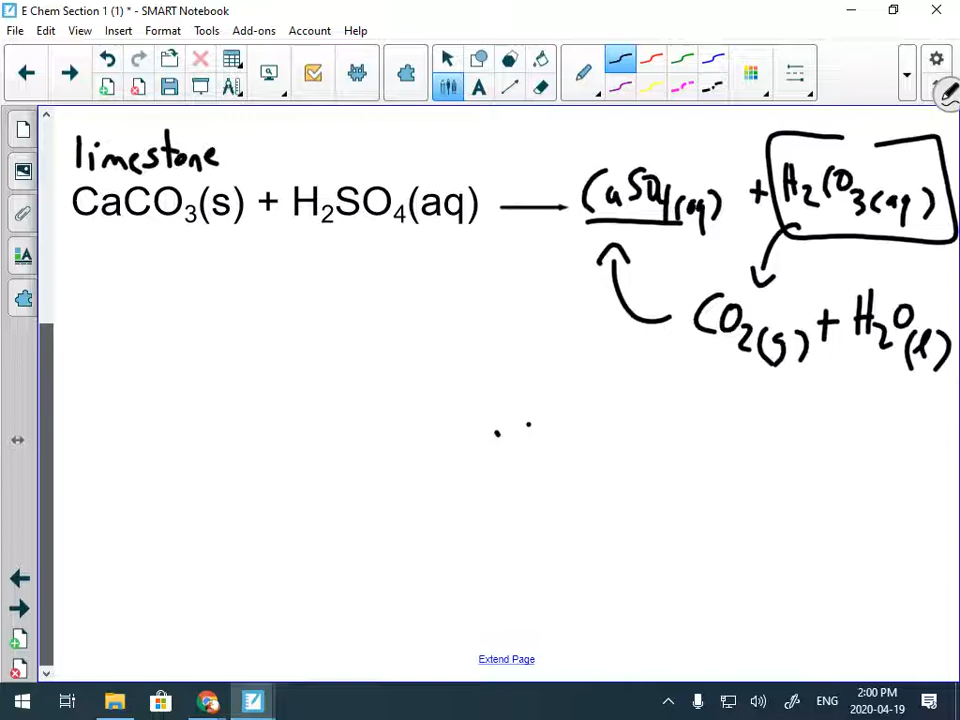 E Chem Section 1 (1) * - SMART Notebook
File Edit View Insert Format Tools Add-ons Account Help
limestone
CaCO₃(s) + H₂SO₄(aq) ⟶ CaSO₄(aq) + H₂CO₃(aq)
CO₂(g) + H₂O(l)
Extend Page
ENG
2:00 PM
2020-04-19